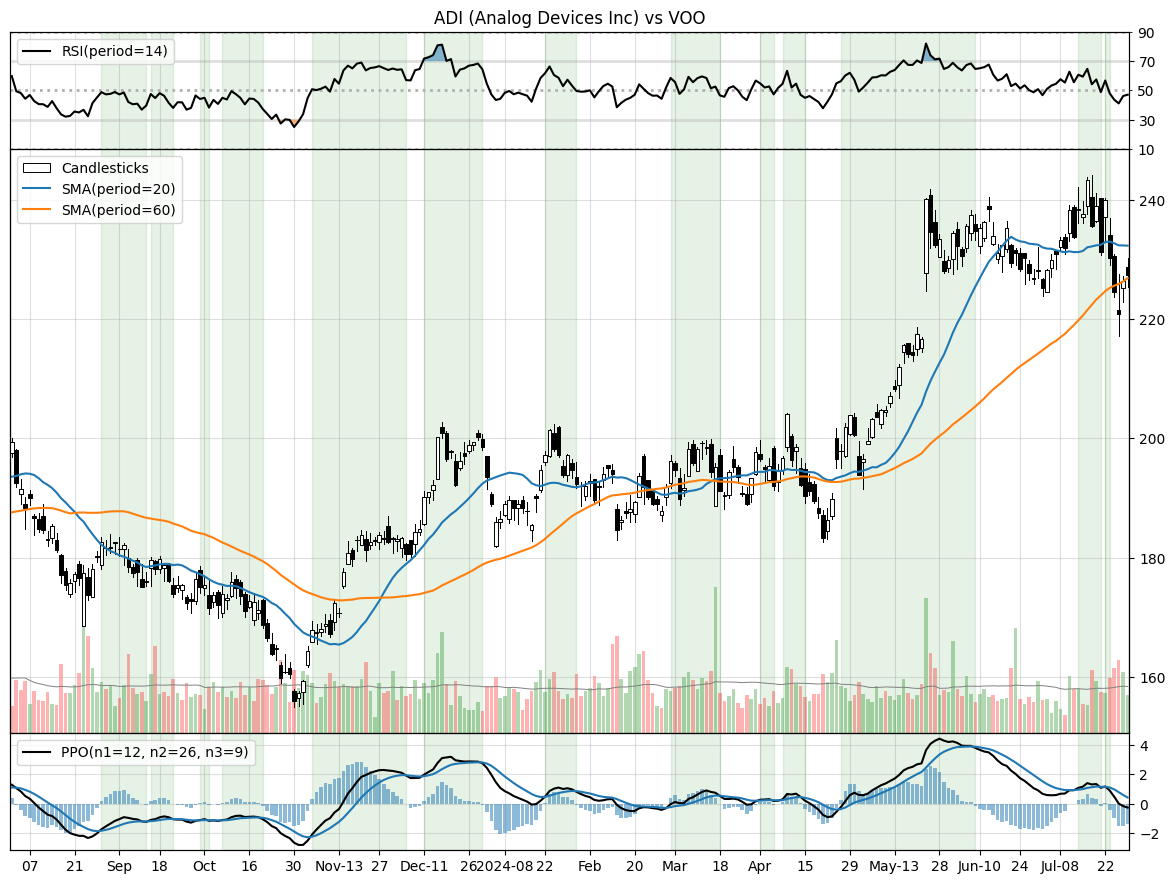 ADI (Analog Devices Inc) vs VOO
RSI(period=14)
90
70
50
30
10
Candlesticks
SMA(period=20)
SMA(period=60)
240
220
200
180
160
PPO(n1=12, n2=26, n3=9)
4
2
0
−2
07 21 Sep 18 Oct 16 30 Nov-13 27 Dec-11 26 2024-08 22 Feb 20 Mar 18 Apr 15 29 May-13 28 Jun-10 24 Jul-08 22